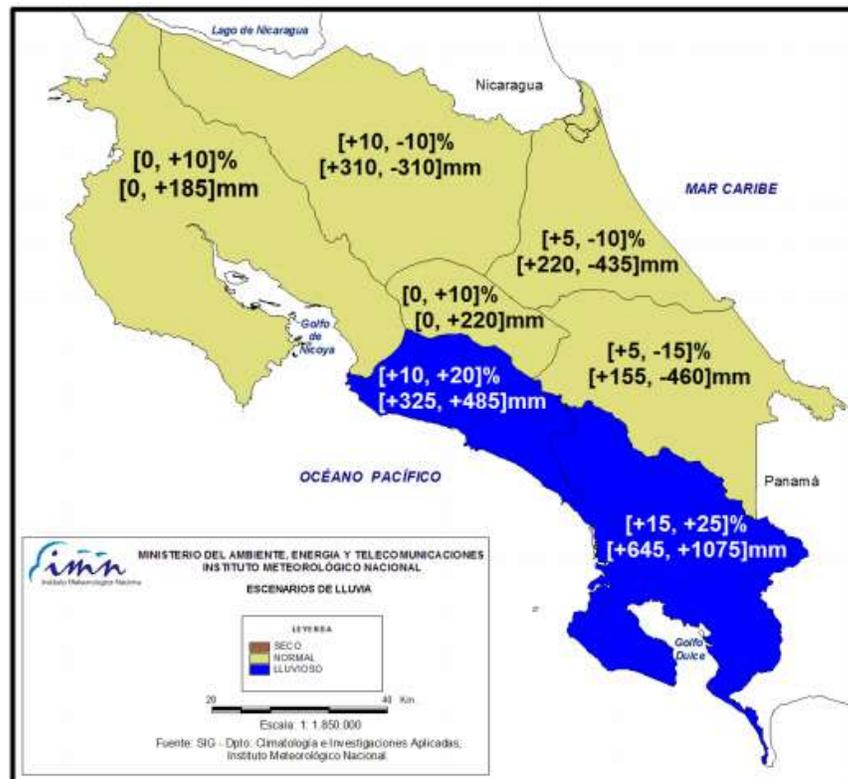 Lago de Nicaragua
Nicaragua
[+10, -10]%
[+310, -310]mm
[0, +10]%
[0, +185]mm
MAR CARIBE
[+5, -10]%
[+220, -435]mm
[0, +10]%
[0, +220]mm
Golfo
de
Nicoya
[+5, -15]%
[+155, -460]mm
[+10, +20]%
[+325, +485]mm
OCÉANO PACÍFICO
Panamá
[+15, +25]%
[+645, +1075]mm
Golfo
Dulce
imn
Instituto Meteorológico Nacional
MINISTERIO DEL AMBIENTE, ENERGIA Y TELECOMUNICACIONES
INSTITUTO METEOROLÓGICO NACIONAL
ESCENARIOS DE LLUVIA
LEYENDA
SECO
NORMAL
LLUVIOSO
20 40 Km
Escala: 1: 1.850.000
Fuente: SIG - Dpto. Climatología e Investigaciones Aplicadas,
Instituto Meteorológico Nacional.